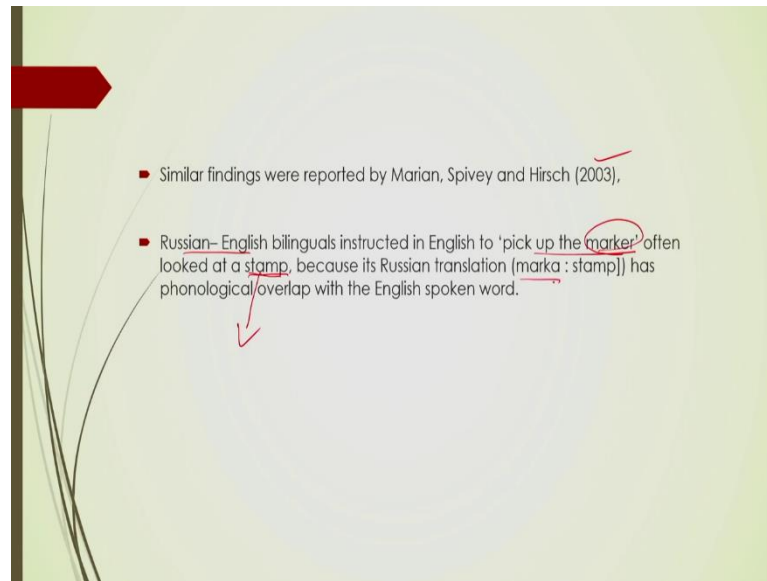 Similar findings were reported by Marian, Spivey and Hirsch (2003),
Russian– English bilinguals instructed in English to 'pick up the marker' often
looked at a stamp, because its Russian translation (marka : stamp]) has
phonological overlap with the English spoken word.